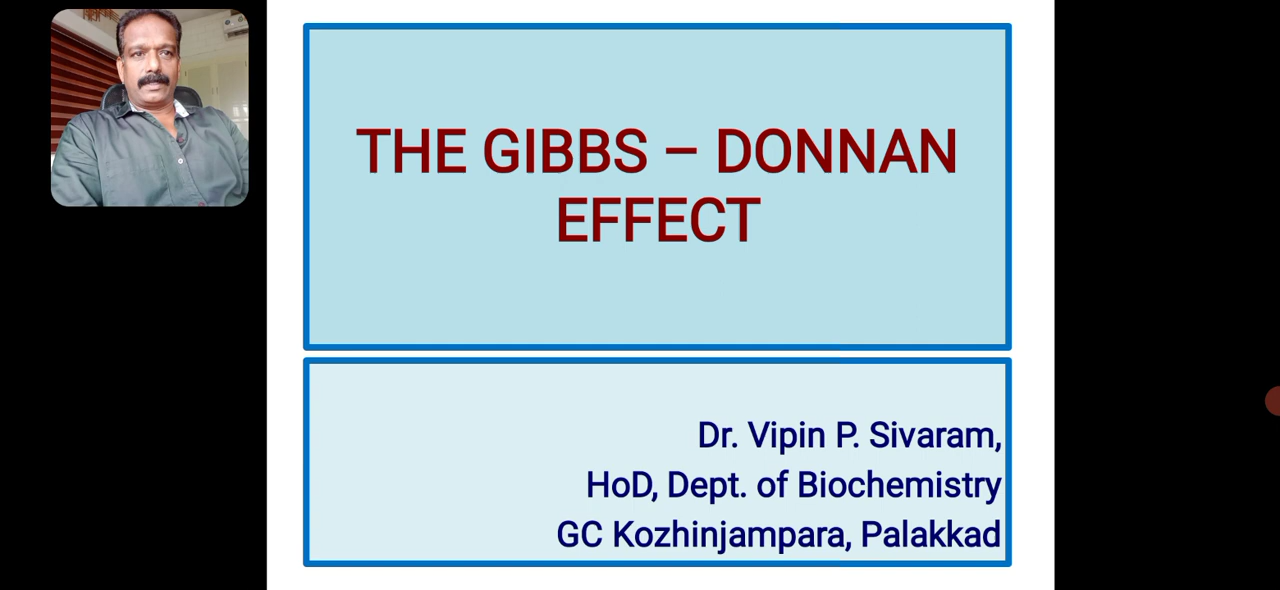 THE GIBBS – DONNAN
EFFECT
Dr. Vipin P. Sivaram,
HoD, Dept. of Biochemistry
GC Kozhinjampara, Palakkad